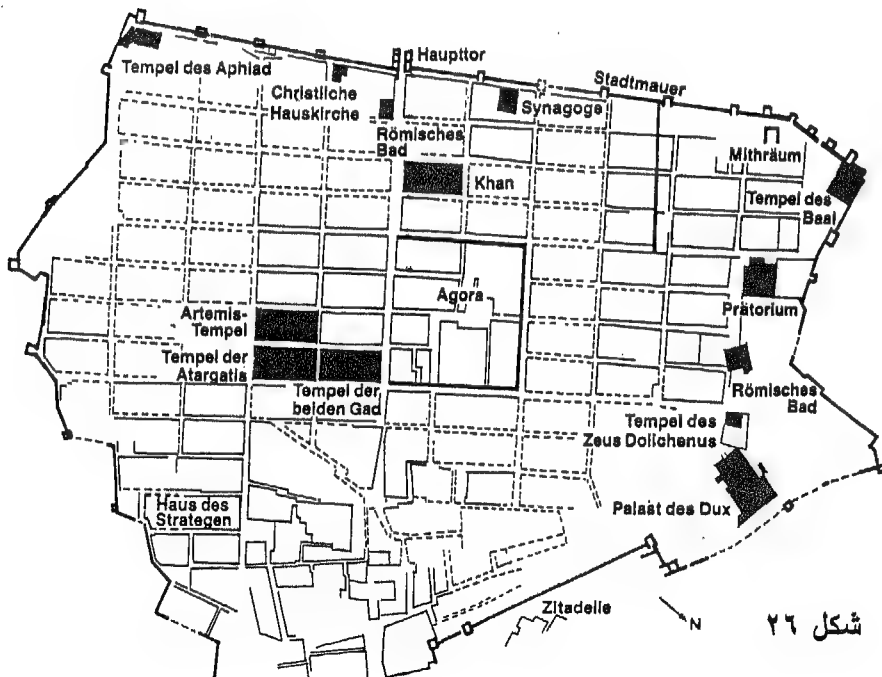 Haupttor
Tempel des Aphlad
Stadtmauer
Christliche
Hauskirche
Synagoge
Römisches
Bad
Mithräum
Khan
Tempel des
Baal
Agora
Artemis-
Tempel
Prätorium
Tempel der
Atargatis
Tempel der
beiden Gad
Römisches
Bad
Tempel des
Zeus Dolichenus
Haus des
Strategen
Palast des Dux
Zitadelle
N
شكل ٢٦